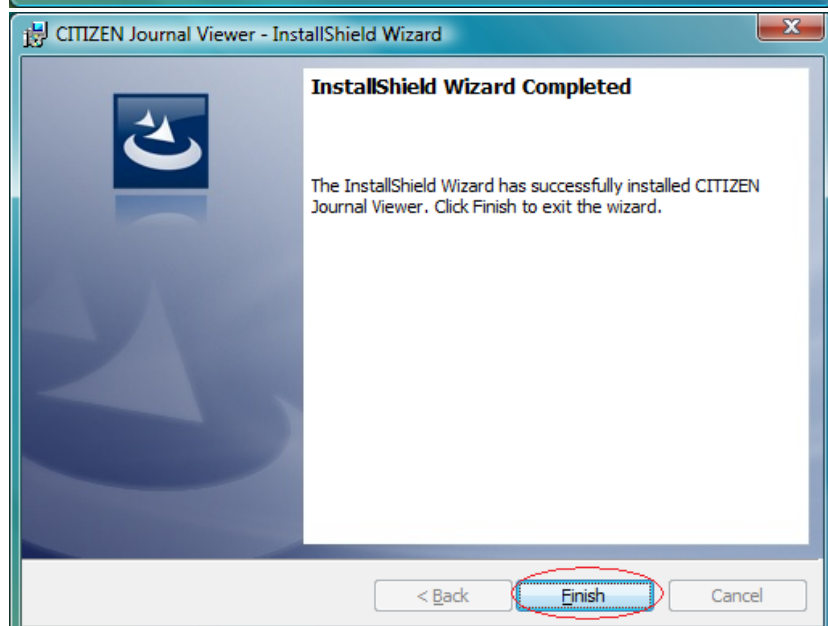 CITIZEN Journal Viewer - InstallShield Wizard
InstallShield Wizard Completed
The InstallShield Wizard has successfully installed CITIZEN
Journal Viewer. Click Finish to exit the wizard.
< Back
Finish
Cancel